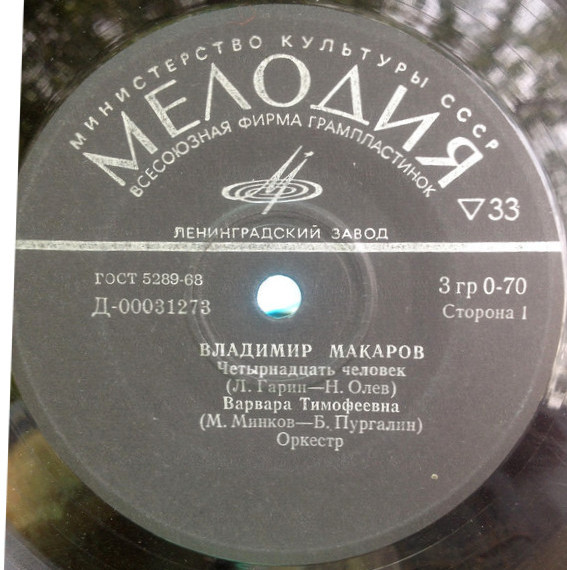 МИНИСТЕРСТВО КУЛЬТУРЫ СССР
МЕЛОДИЯ
ВСЕСОЮЗНАЯ ФИРМА ГРАМПЛАСТИНОК
▽33
ЛЕНИНГРАДСКИЙ ЗАВОД
ГОСТ 5289-68
3 гр 0-70
Д-00031273
Сторона 1
ВЛАДИМИР МАКАРОВ
Четырнадцать человек
(Л. Гарин—Н. Олев)
Варвара Тимофеевна
(М. Минков—Б. Пургалин)
Оркестр